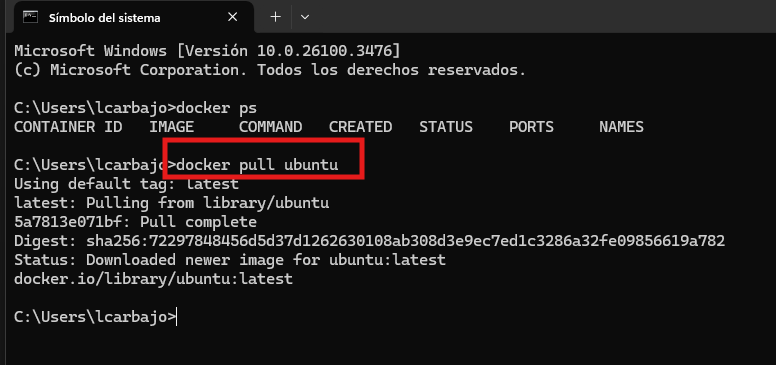 Símbolo del sistema
Microsoft Windows [Versión 10.0.26100.3476]
(c) Microsoft Corporation. Todos los derechos reservados.
C:\Users\lcarbajo>docker ps
CONTAINER ID   IMAGE     COMMAND   CREATED   STATUS    PORTS     NAMES
C:\Users\lcarbajo>docker pull ubuntu
Using default tag: latest
latest: Pulling from library/ubuntu
5a7813e071bf: Pull complete
Digest: sha256:72297848456d5d37d1262630108ab308d3e9ec7ed1c3286a32fe09856619a782
Status: Downloaded newer image for ubuntu:latest
docker.io/library/ubuntu:latest
C:\Users\lcarbajo>